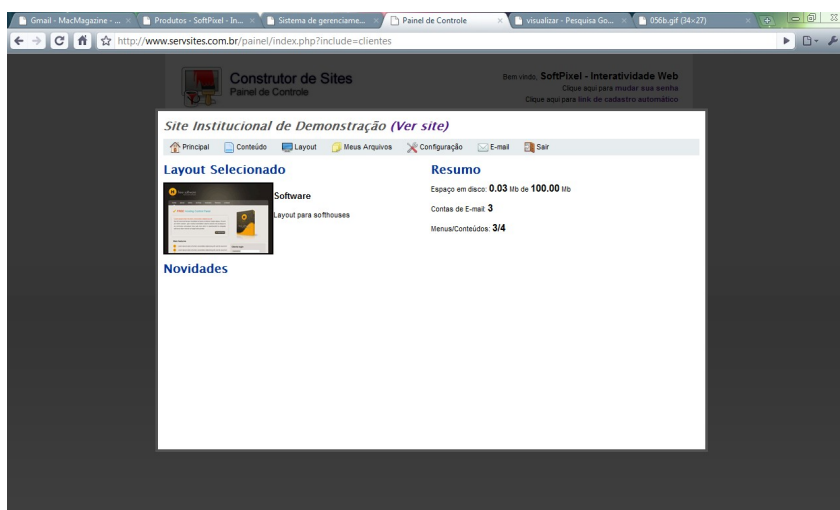 Gmail - MacMagazine - ...
Produtos - SoftPixel - In...
Sistema de gerenciame...
Painel de Controle
visualizar - Pesquisa Go...
056b.gif (34×27)
http://www.servsites.com.br/painel/index.php?include=clientes
Construtor de Sites
Painel de Controle
Bem vindo, SoftPixel - Interatividade Web
Clique aqui para mudar sua senha
Clique aqui para link de cadastro automático
Site Institucional de Demonstração (Ver site)
Principal Conteúdo Layout Meus Arquivos Configuração E-mail Sair
Layout Selecionado
Software
Layout para softhouses
Resumo
Espaço em disco: 0.03 Mb de 100.00 Mb
Contas de E-mail: 3
Menus/Conteúdos: 3/4
Novidades